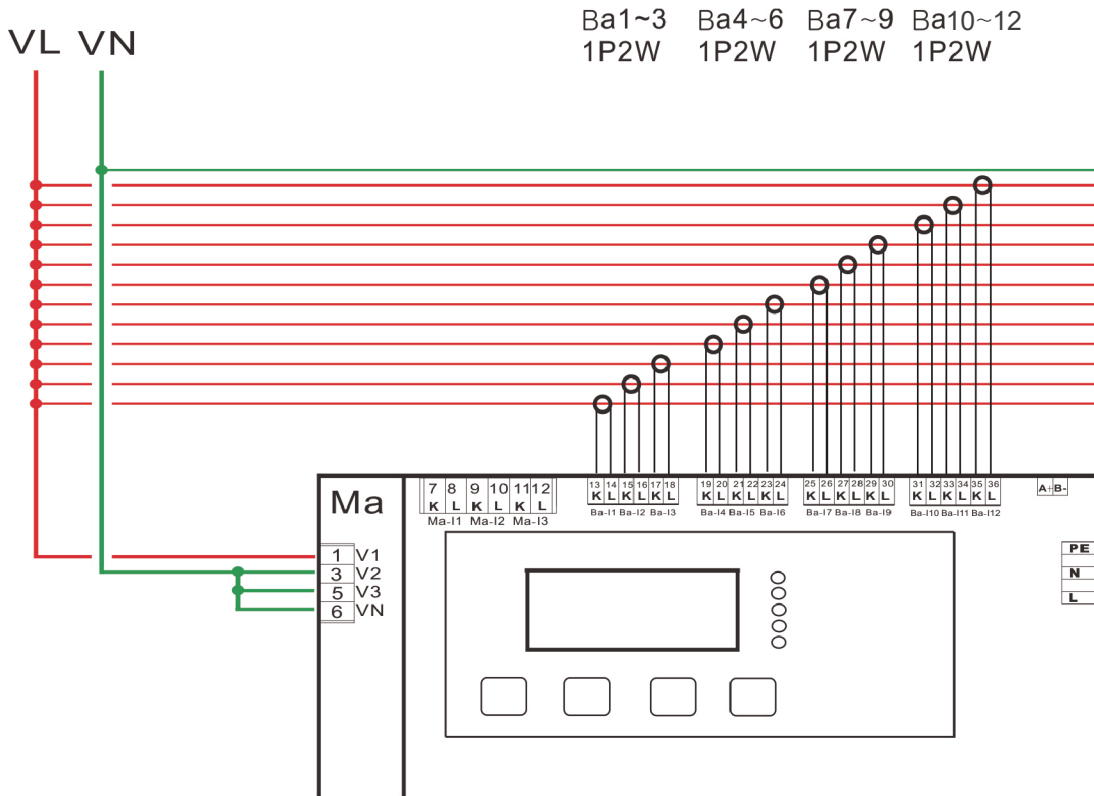 VL VN
Ba1~3 Ba4~6 Ba7~9 Ba10~12
1P2W 1P2W 1P2W 1P2W
Ma
7 8 9 10 11 12
K L K L K L
Ma-I1 Ma-I2 Ma-I3
13 14 15 16 17 18
K L K L K L
Ba-I1 Ba-I2 Ba-I3
19 20 21 22 23 24
K L K L K L
Ba-I4 Ba-I5 Ba-I6
25 26 27 28 29 30
K L K L K L
Ba-I7 Ba-I8 Ba-I9
31 32 33 34 35 36
K L K L K L
Ba-I10 Ba-I11 Ba-I12
A+ B-
1 V1
3 V2
5 V3
6 VN
PE
N
L